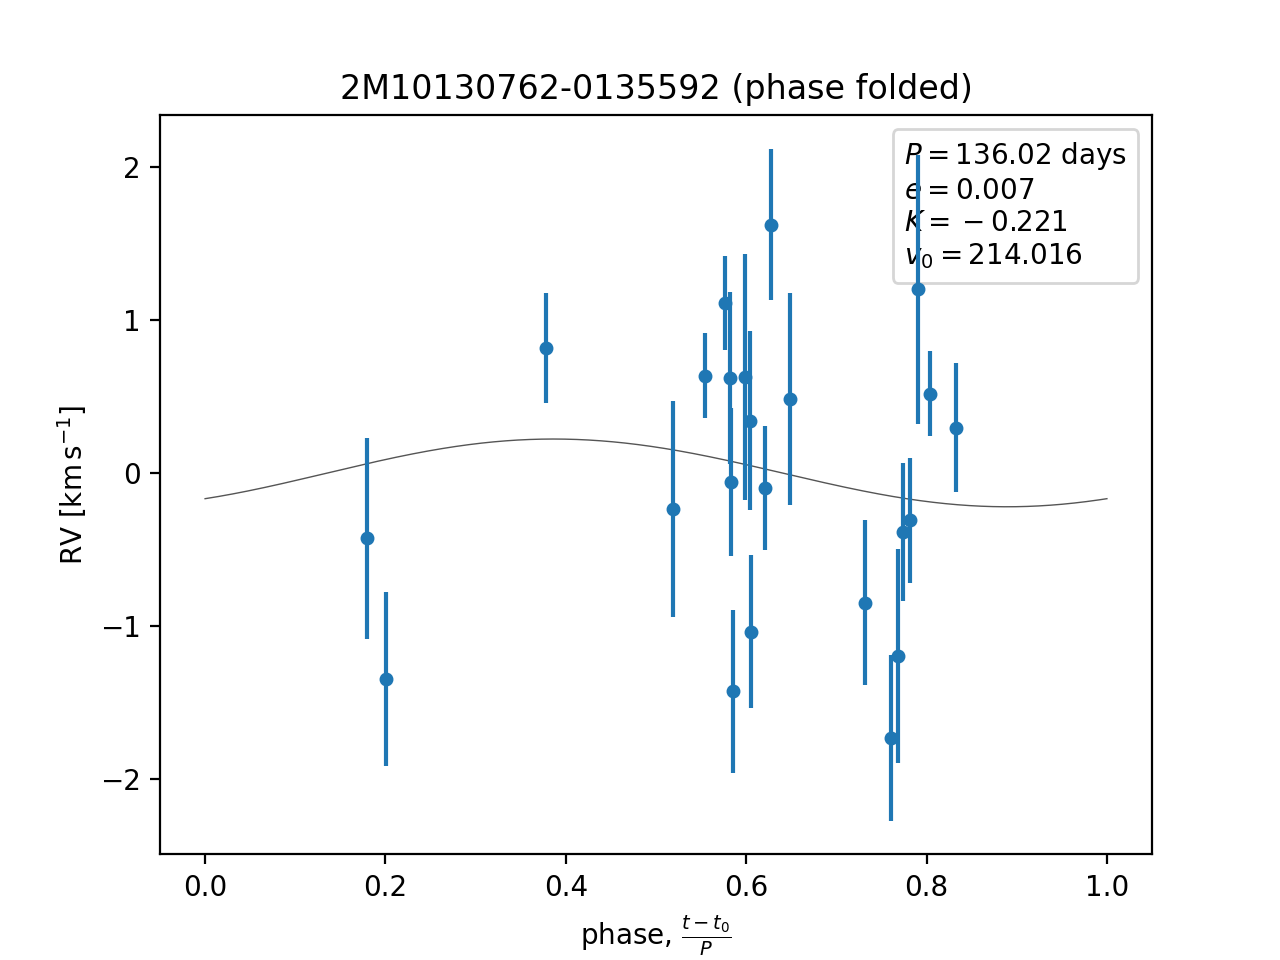 2M10130762-0135592 (phase folded)
P = 136.02 days
e = 0.007
K = −0.221
v₀ = 214.016
2
1
0
−1
−2
RV [km s⁻¹]
0.0 0.2 0.4 0.6 0.8 1.0
phase, (t − t₀)/P